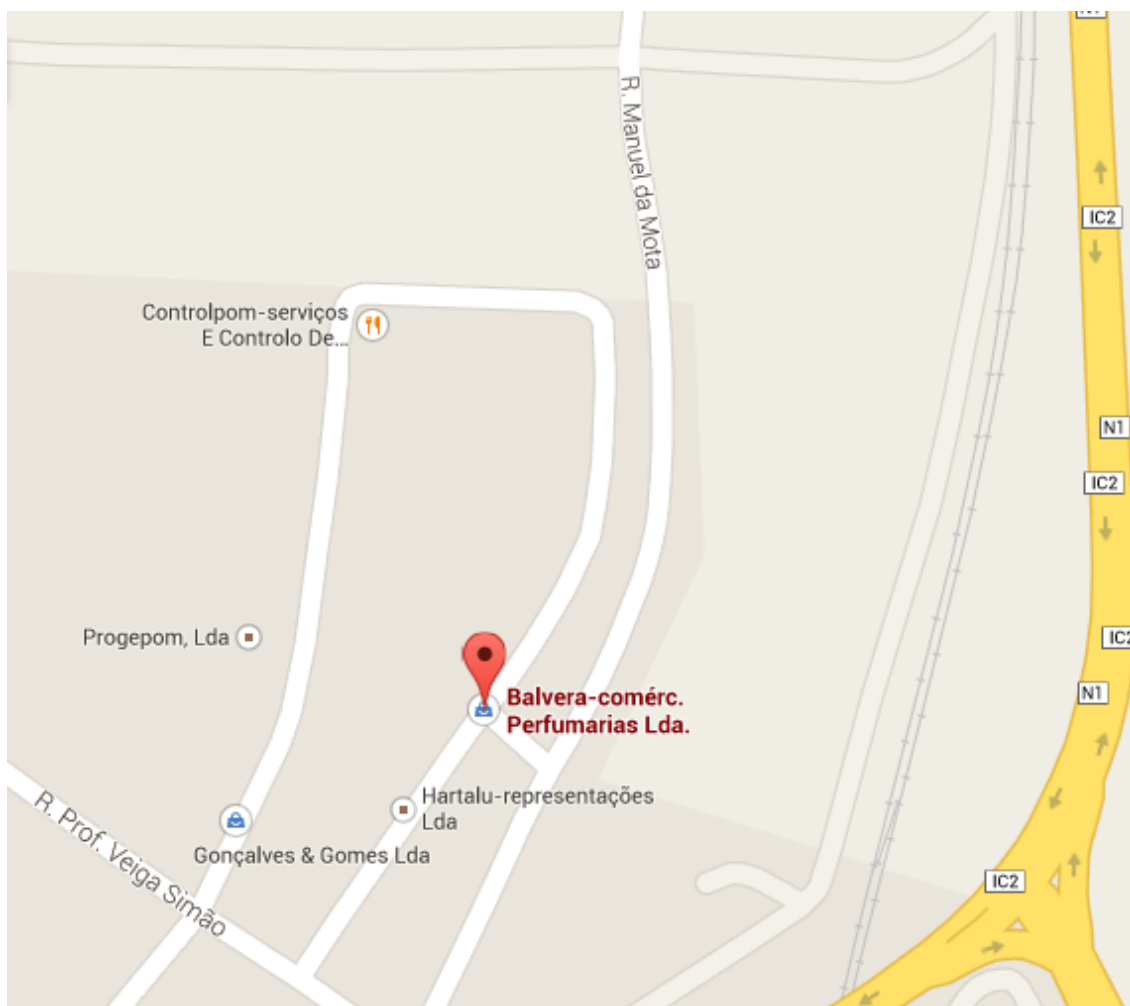 N1
R. Manuel da Mota
IC2
Controlpom-serviços
E Controlo De...
N1
IC2
Progepom, Lda
IC2
N1
Balvera-comérc.
Perfumarias Lda.
Hartalu-representações
Lda
R. Prof. Veiga Simão
Gonçalves & Gomes Lda
IC2